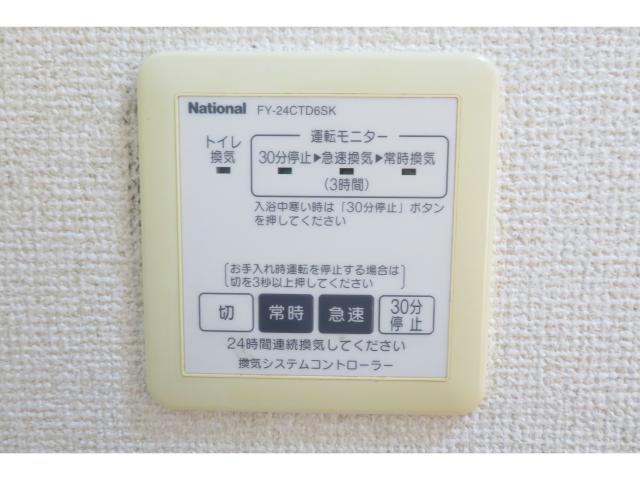 National FY-24CTD6SK
トイレ
換気
運転モニター
30分停止▶急速換気▶常時換気
(3時間)
入浴中寒い時は「30分停止」ボタン
を押してください
お手入れ時運転を停止する場合は
切を3秒以上押してください
切 常時 急速 30分
停止
24時間連続換気してください
換気システムコントローラー